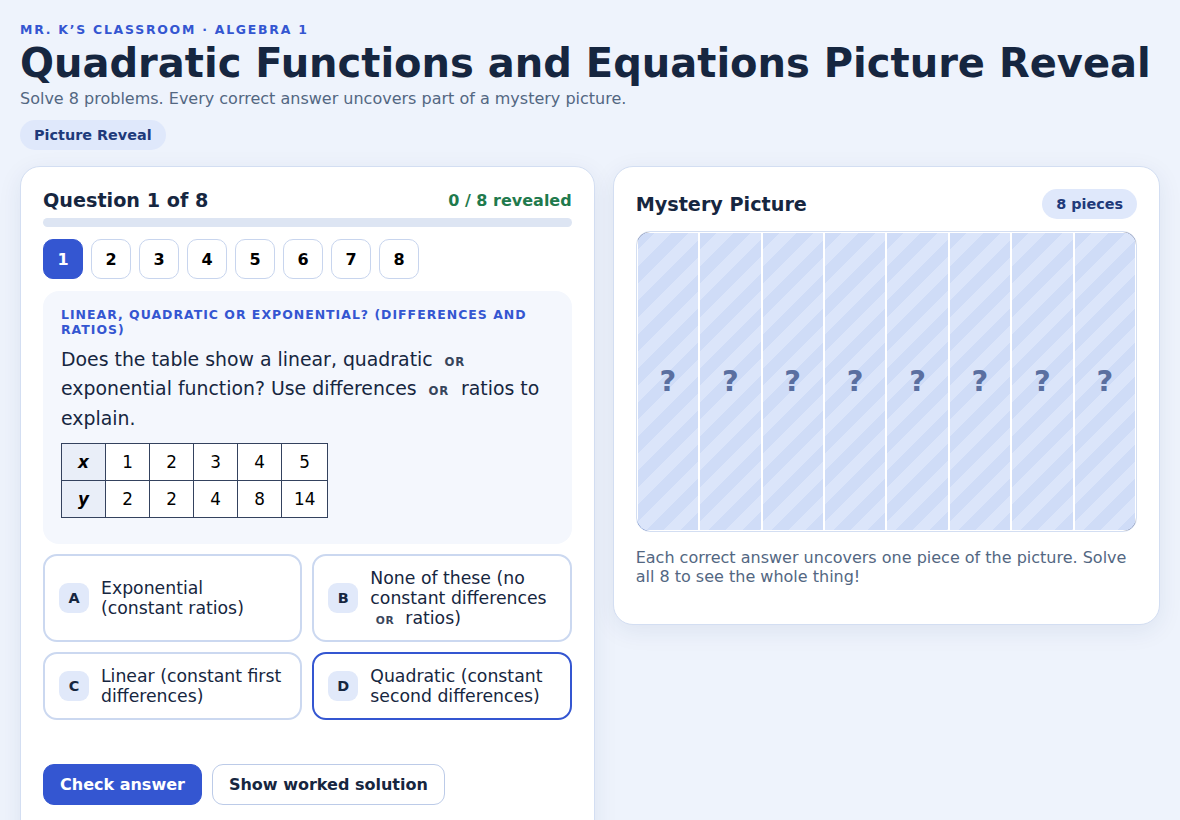 MR. K’S CLASSROOM · ALGEBRA 1
Quadratic Functions and Equations Picture Reveal
Solve 8 problems. Every correct answer uncovers part of a mystery picture.
Picture Reveal
Question 1 of 8
0 / 8 revealed
1 2 3 4 5 6 7 8
LINEAR, QUADRATIC OR EXPONENTIAL? (DIFFERENCES AND
RATIOS)
Does the table show a linear, quadratic OR
exponential function? Use differences OR ratios to
explain.
x 1 2 3 4 5
y 2 2 4 8 14
A Exponential
(constant ratios)
B None of these (no
constant differences
OR ratios)
C Linear (constant first
differences)
D Quadratic (constant
second differences)
Check answer
Show worked solution
Mystery Picture
8 pieces
? ? ? ? ? ? ? ?
Each correct answer uncovers one piece of the picture. Solve
all 8 to see the whole thing!